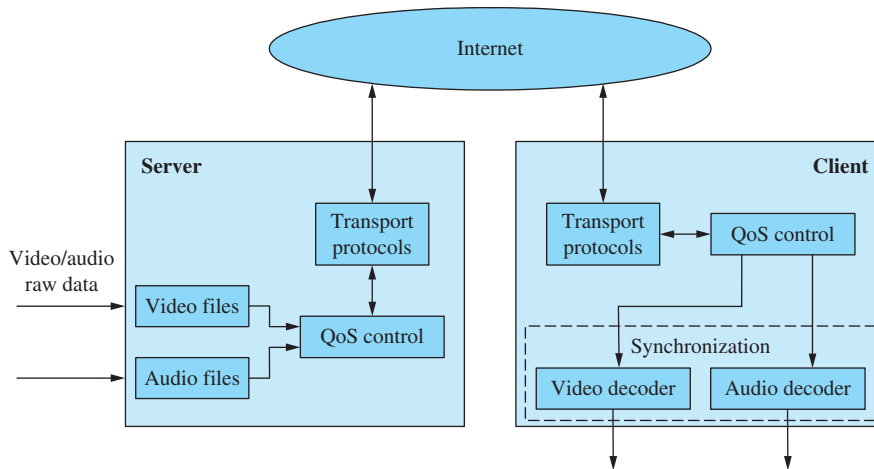 Internet
Server
Client
Transport
protocols
Transport
protocols
QoS control
Video/audio
raw data
Video files
QoS control
Audio files
Synchronization
Video decoder
Audio decoder